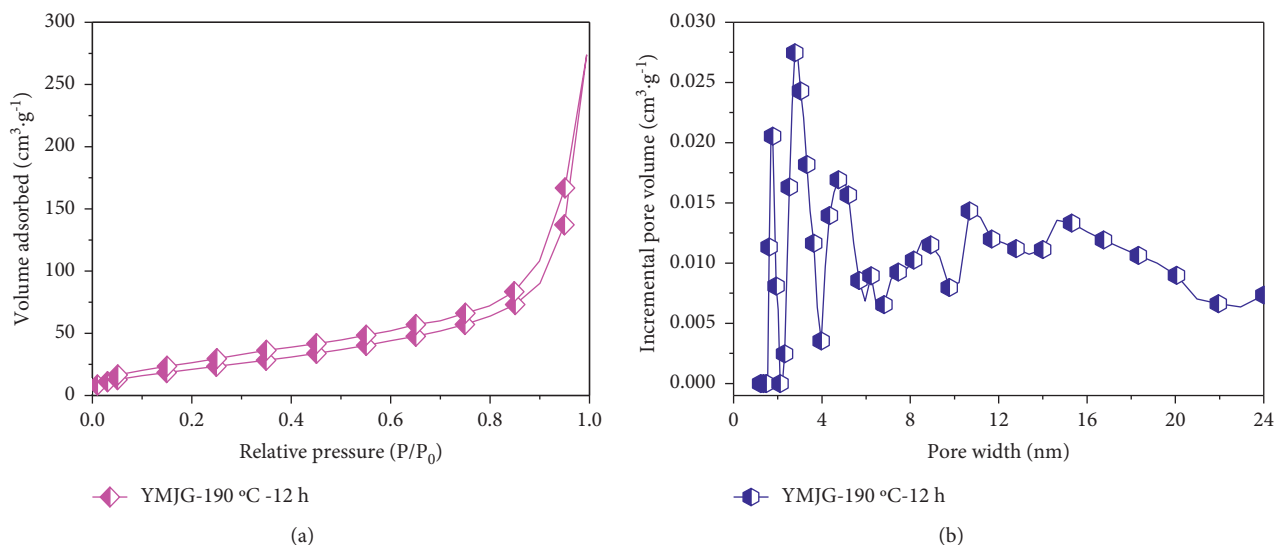 300
250
200
150
100
50
0
Volume adsorbed (cm³·g⁻¹)
0.0 0.2 0.4 0.6 0.8 1.0
Relative pressure (P/P₀)
YMJG-190 ºC -12 h
(a)
0.030
0.025
0.020
0.015
0.010
0.005
0.000
Incremental pore volume (cm³·g⁻¹)
0 4 8 12 16 20 24
Pore width (nm)
YMJG-190 ºC-12 h
(b)